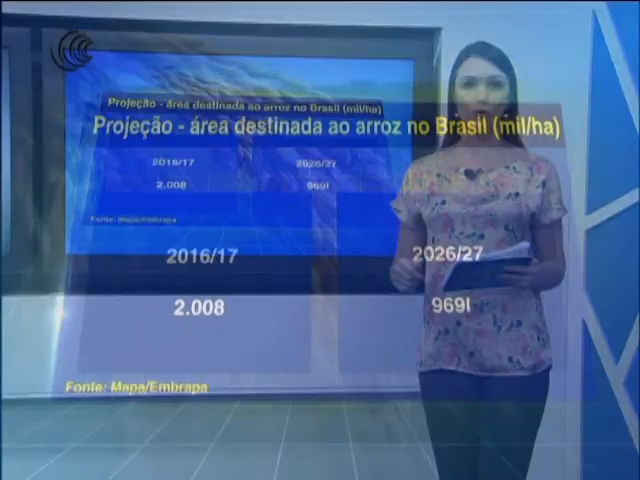 Projeção - área destinada ao arroz no Brasil (mil/ha)
2016/17
2026/27
2.008
969l
Fonte: Mapa/Embrapa
Projeção - área destinada ao arroz no Brasil (mil/ha)
2016/17 2026/27
2.008 969l
Fonte: Mapa/Embrapa